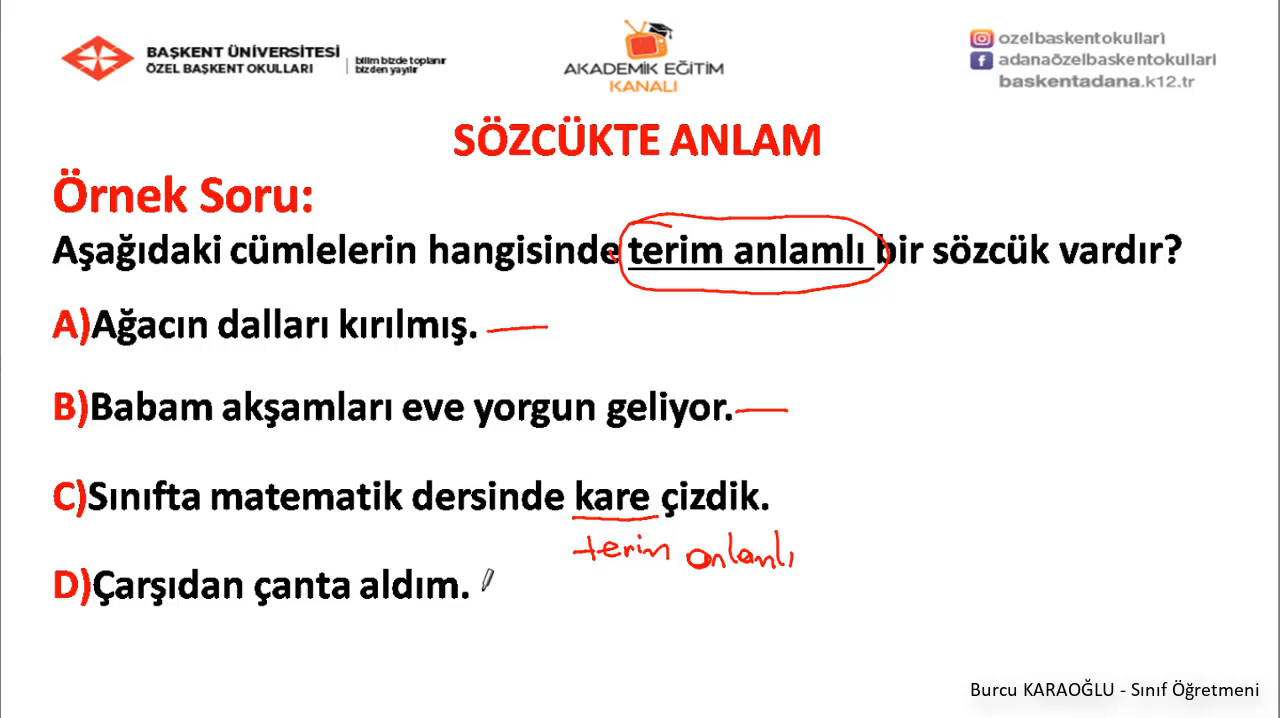 BAŞKENT ÜNİVERSİTESİ
ÖZEL BAŞKENT OKULLARI
bilim bizde toplanır
bizden yayılır
AKADEMİK EĞİTİM
KANALI
ozelbaskentokullari
adanaözelbaskentokullari
baskentadana.k12.tr
SÖZCÜKTE ANLAM
Örnek Soru:
Aşağıdaki cümlelerin hangisinde terim anlamlı bir sözcük vardır?
A)Ağacın dalları kırılmış.
B)Babam akşamları eve yorgun geliyor.
C)Sınıfta matematik dersinde kare çizdik.
terim anlamlı
D)Çarşıdan çanta aldım.
Burcu KARAOĞLU - Sınıf Öğretmeni